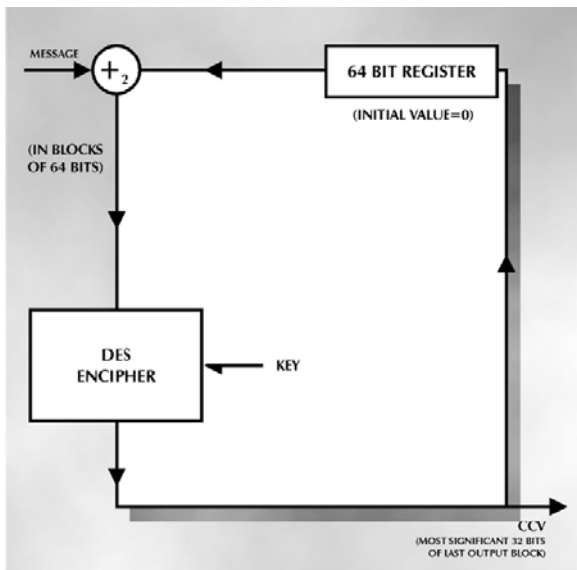 MESSAGE
+2
64 BIT REGISTER
(INITIAL VALUE=0)
(IN BLOCKS
OF 64 BITS)
DES
ENCIPHER
KEY
CCV
(MOST SIGNIFICANT 32 BITS
OF LAST OUTPUT BLOCK)